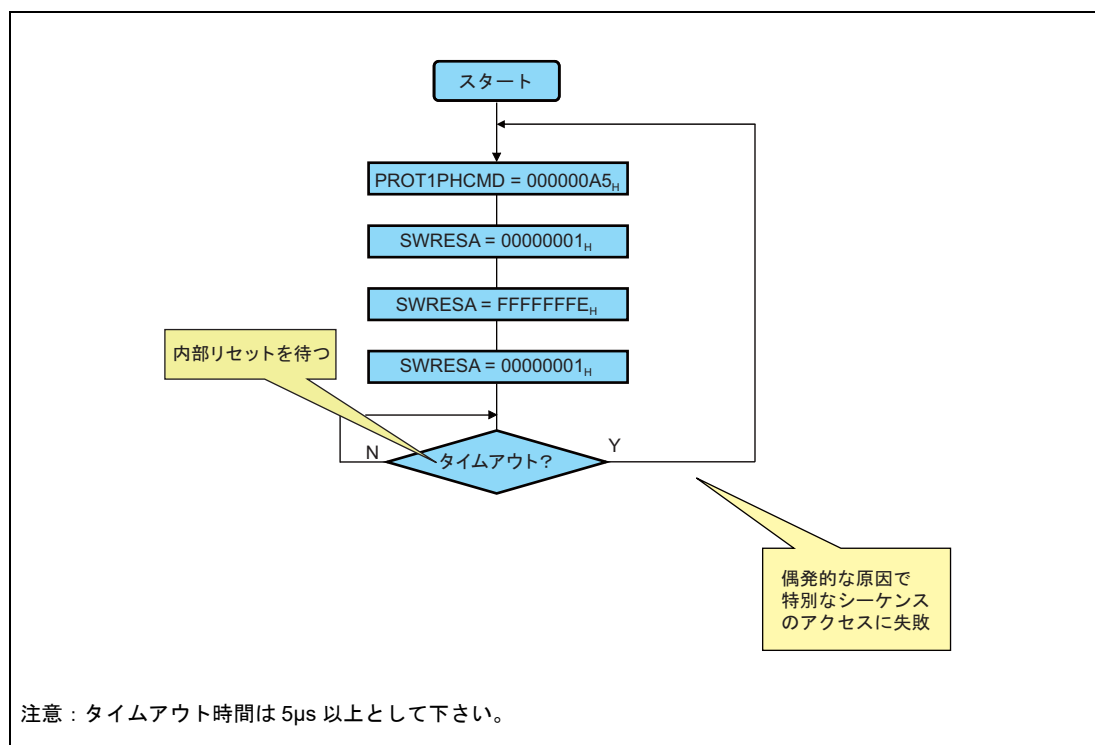 スタート
PROT1PHCMD = 000000A5H
SWRESA = 00000001H
SWRESA = FFFFFFFEH
内部リセットを待つ
SWRESA = 00000001H
N
タイムアウト?
Y
偶発的な原因で
特別なシーケンス
のアクセスに失敗
注意:タイムアウト時間は 5µs 以上として下さい。